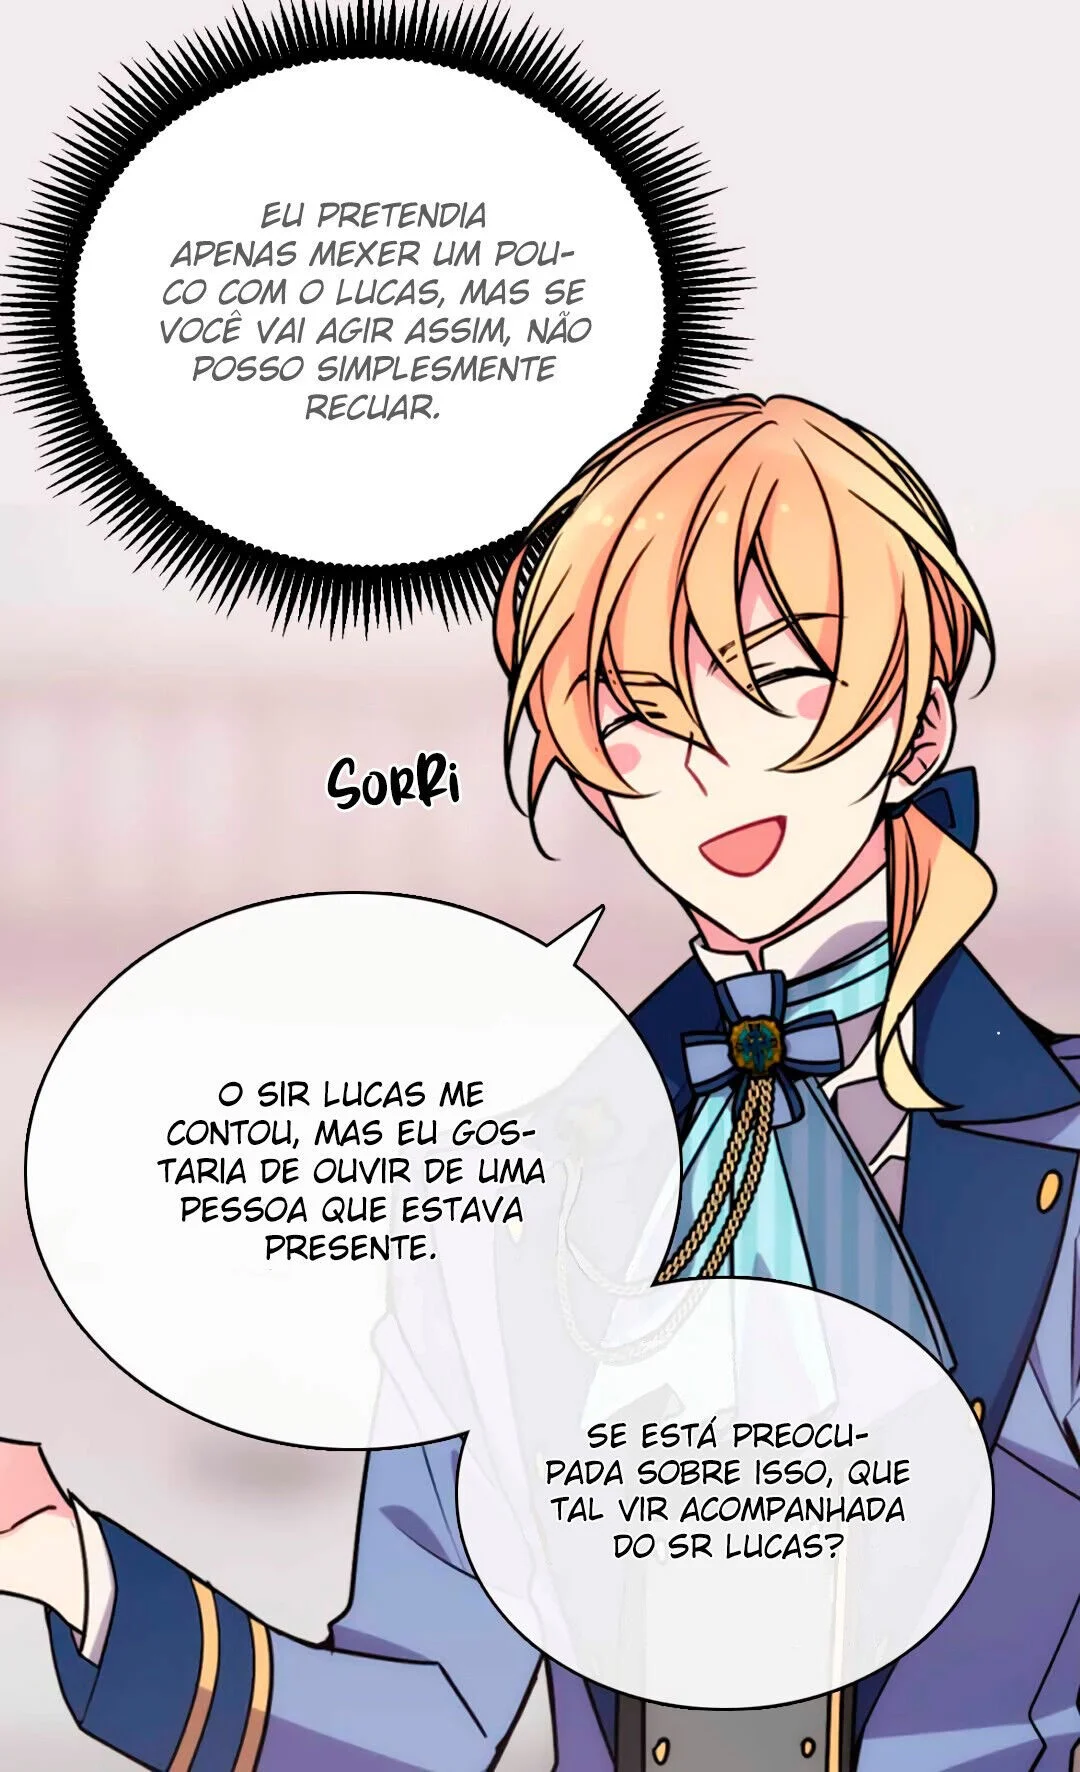 EU PRETENDIA
APENAS MEXER UM POU-
CO COM O LUCAS, MAS SE
VOCÊ VAI AGIR ASSIM, NÃO
POSSO SIMPLESMENTE
RECUAR.
SORRI
O SIR LUCAS ME
CONTOU, MAS EU GOS-
TARIA DE OUVIR DE UMA
PESSOA QUE ESTAVA
PRESENTE.
SE ESTÁ PREOCU-
PADA SOBRE ISSO, QUE
TAL VIR ACOMPANHADA
DO SR LUCAS?